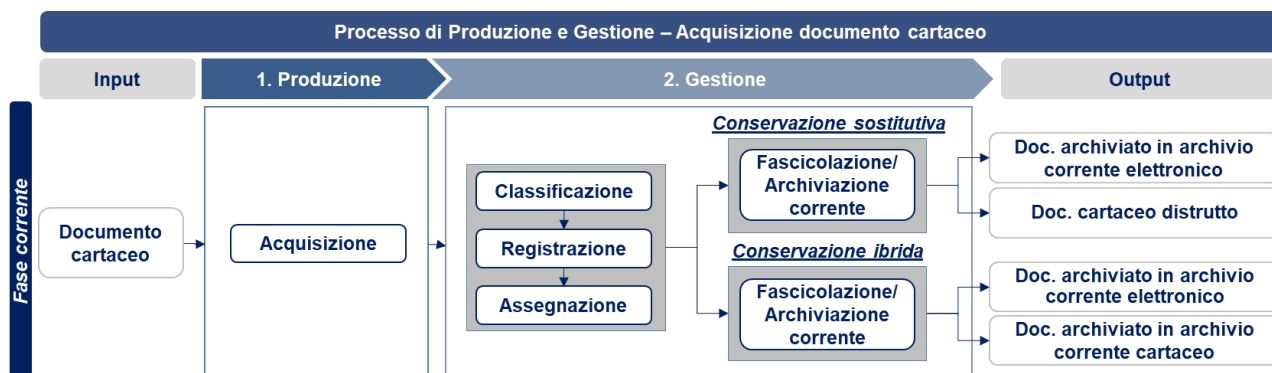 Processo di Produzione e Gestione – Acquisizione documento cartaceo
Input
1. Produzione
2. Gestione
Output
Fase corrente
Documento
cartaceo
Acquisizione
Classificazione
Registrazione
Assegnazione
Conservazione sostitutiva
Fascicolazione/
Archiviazione
corrente
Conservazione ibrida
Fascicolazione/
Archiviazione
corrente
Doc. archiviato in archivio
corrente elettronico
Doc. cartaceo distrutto
Doc. archiviato in archivio
corrente elettronico
Doc. archiviato in archivio
corrente cartaceo